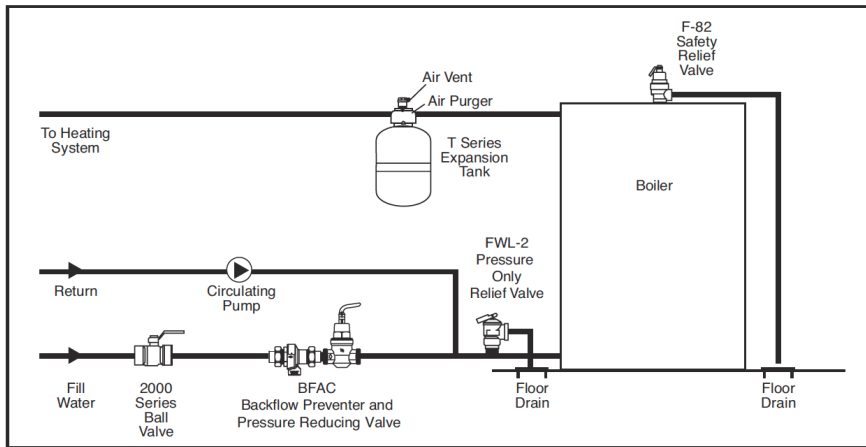 F-82
Safety
Relief
Valve
Air Vent
Air Purger
To Heating
System
T Series
Expansion
Tank
Boiler
FWL-2
Pressure
Only
Relief Valve
Return
Circulating
Pump
Fill
Water
2000
Series
Ball
Valve
BFAC
Backflow Preventer and
Pressure Reducing Valve
Floor
Drain
Floor
Drain